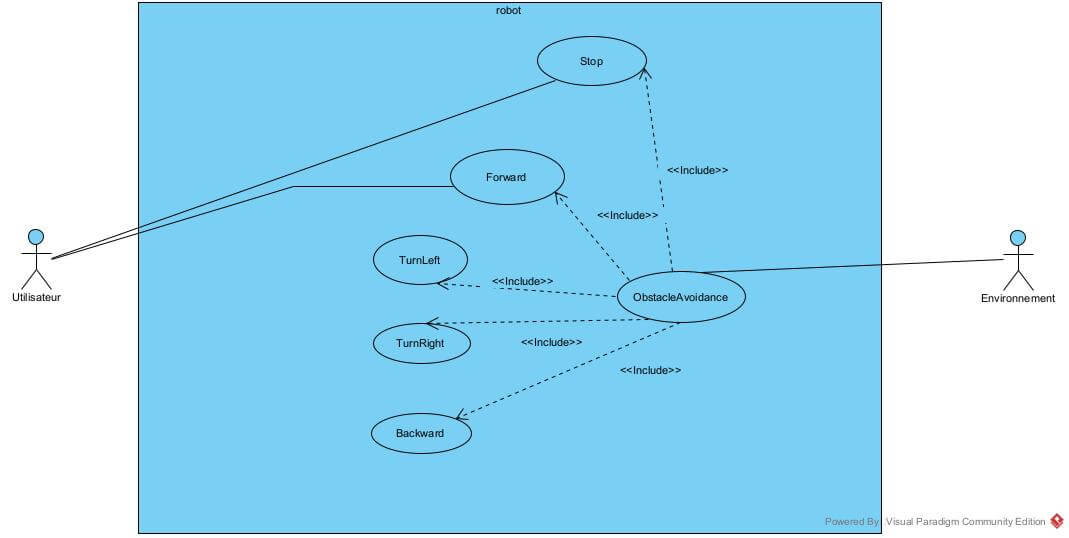 robot
Stop
<<Include>>
Forward
<<Include>>
TurnLeft
<<Include>>
ObstacleAvoidance
Utilisateur
Environnement
TurnRight
<<Include>>
<<Include>>
Backward
Powered By Visual Paradigm Community Edition